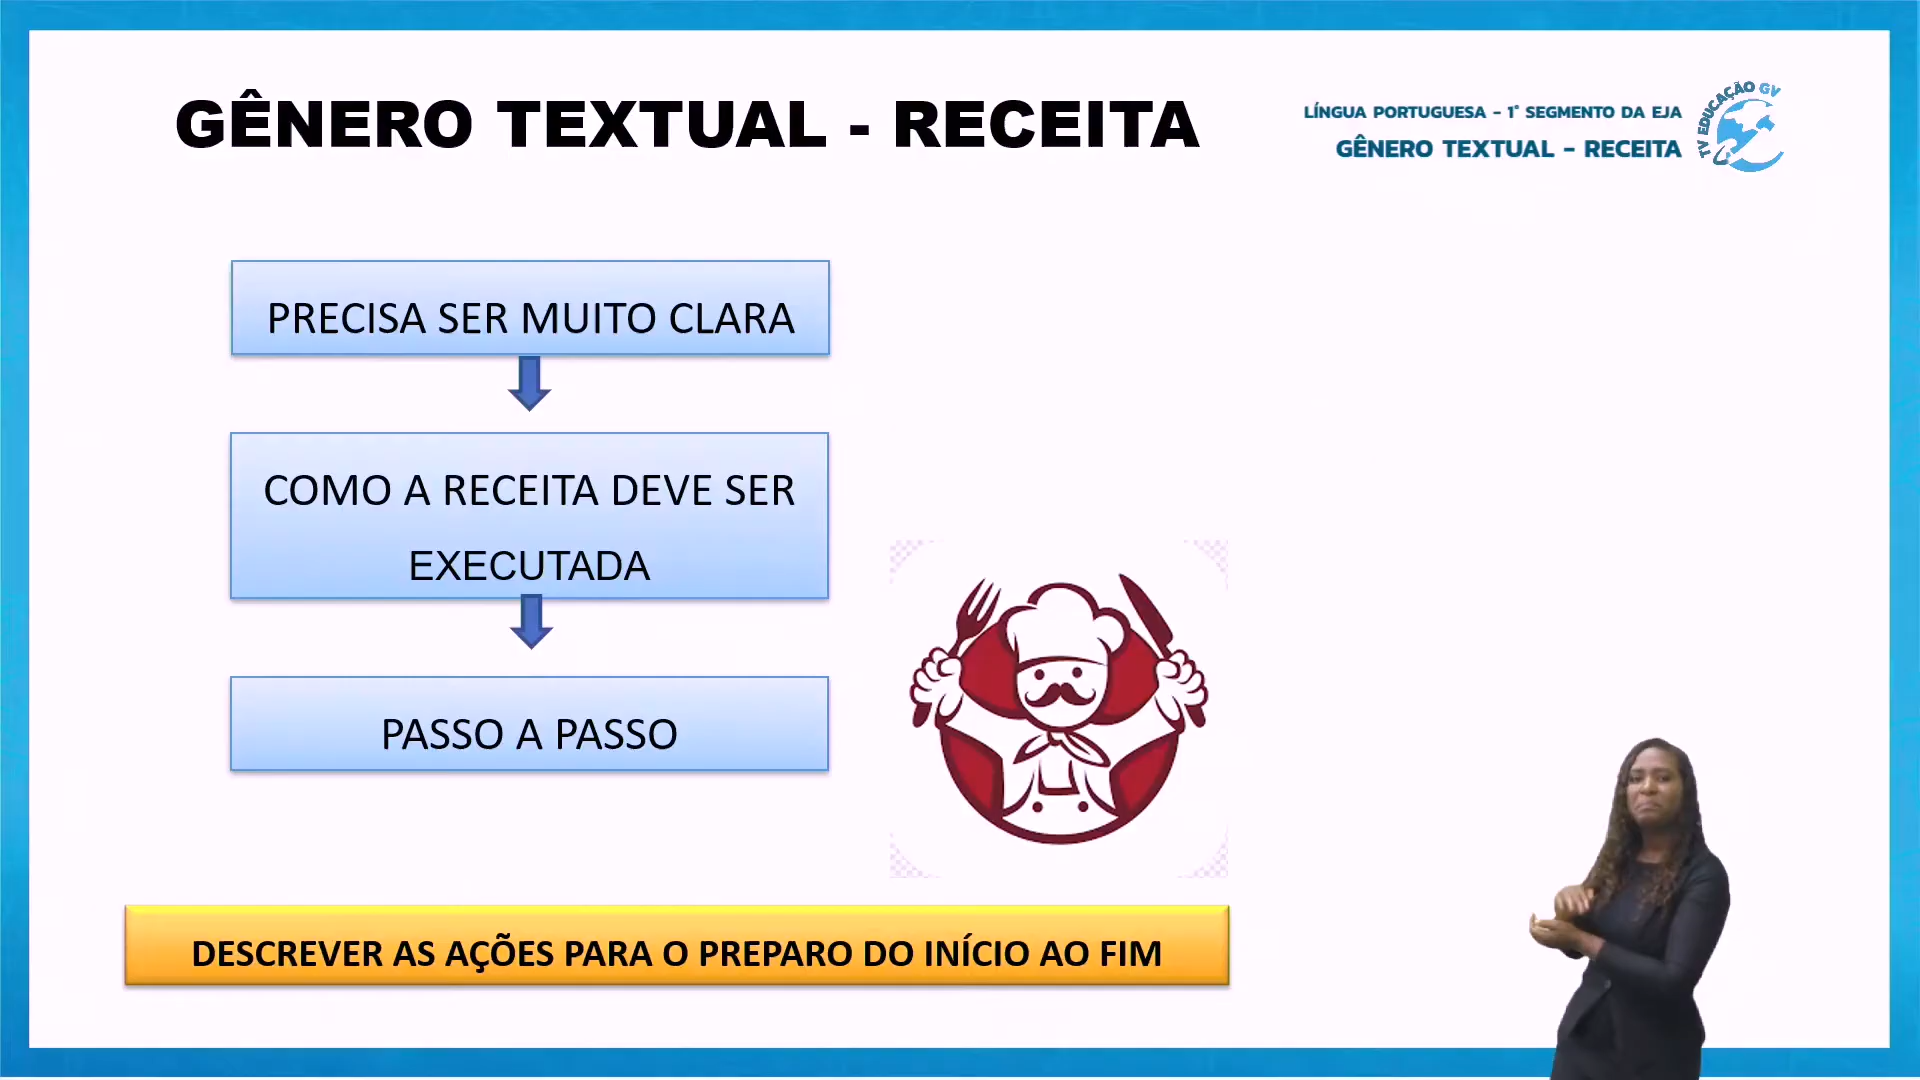 GÊNERO TEXTUAL - RECEITA
LÍNGUA PORTUGUESA - 1° SEGMENTO DA EJA
GÊNERO TEXTUAL - RECEITA
TV EDUCAÇÃO GV
PRECISA SER MUITO CLARA
COMO A RECEITA DEVE SER
EXECUTADA
PASSO A PASSO
DESCREVER AS AÇÕES PARA O PREPARO DO INÍCIO AO FIM